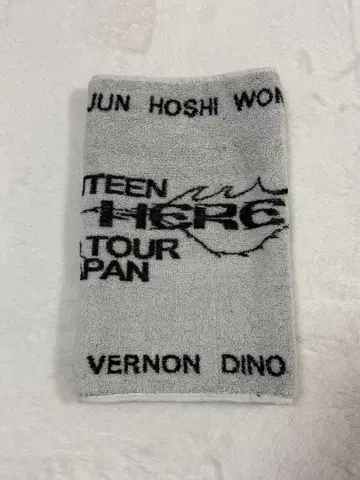 JUN HOSHI WON
TEEN
HERE
TOUR
PAN
VERNON DINO